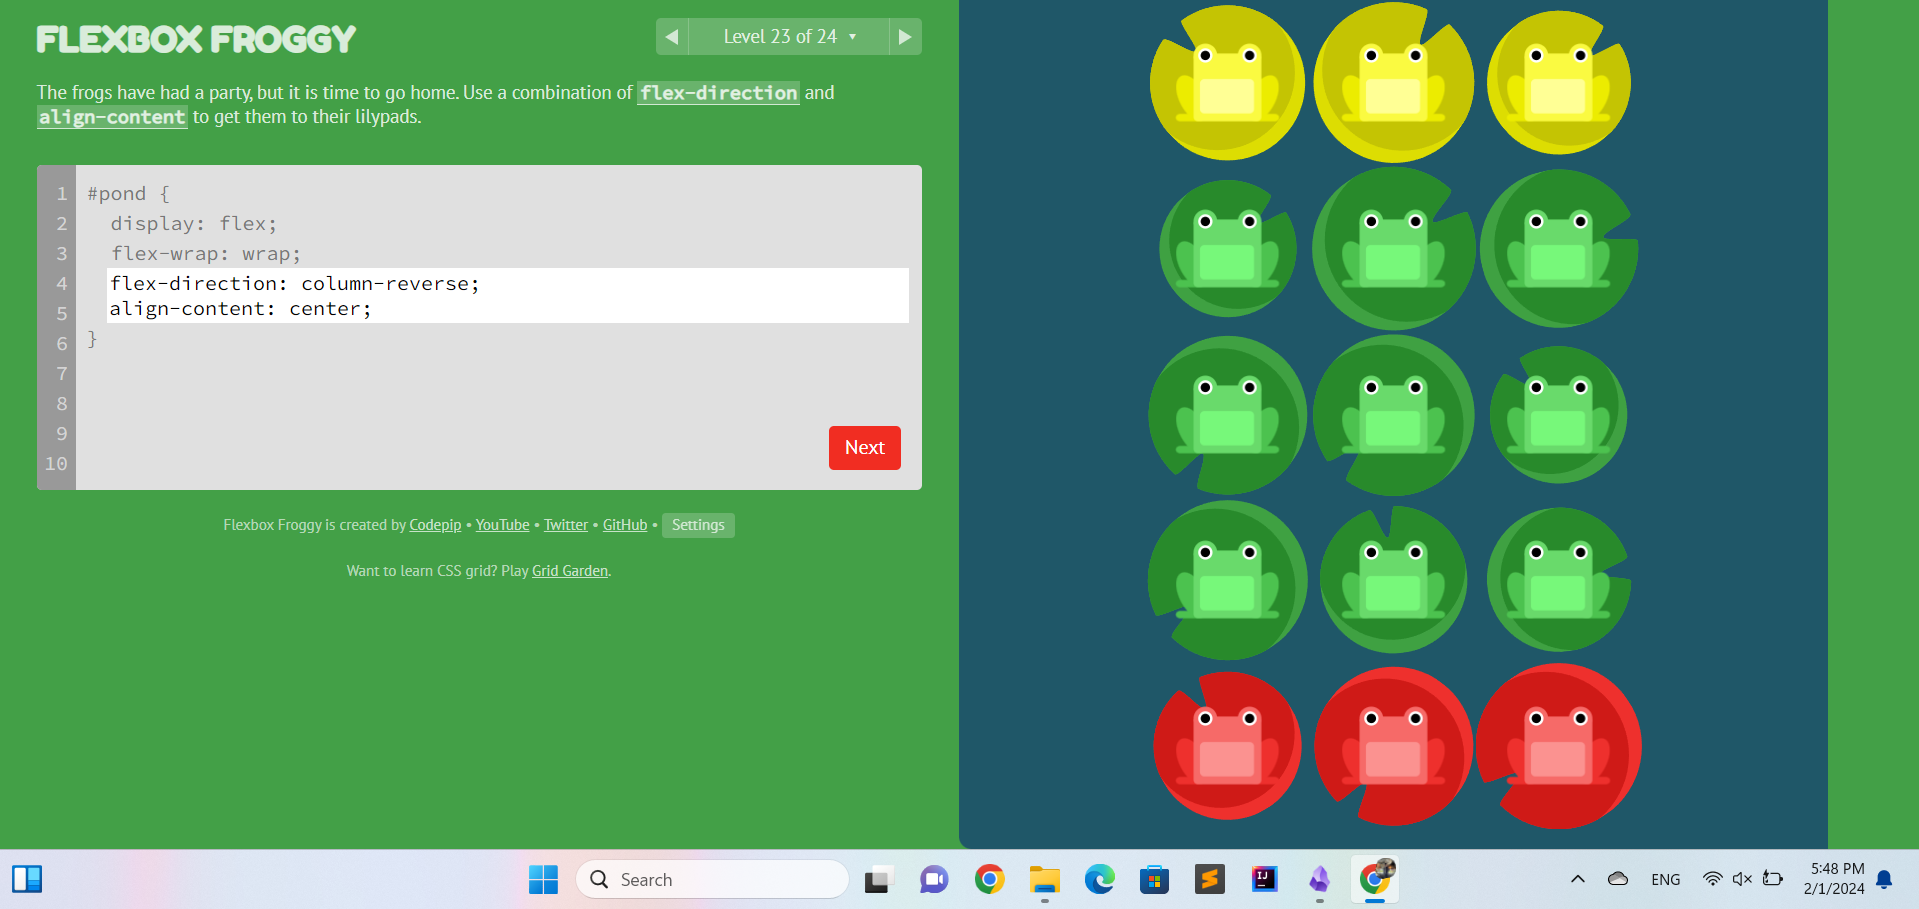 FLEXBOX FROGGY
Level 23 of 24
The frogs have had a party, but it is time to go home. Use a combination of flex-direction and
align-content to get them to their lilypads.
1 #pond {
2 display: flex;
3 flex-wrap: wrap;
4 flex-direction: column-reverse;
5 align-content: center;
6 }
7
8
9
10
Next
Flexbox Froggy is created by Codepip • YouTube • Twitter • GitHub • Settings
Want to learn CSS grid? Play Grid Garden.
Search
IJ
ENG
5:48 PM
2/1/2024